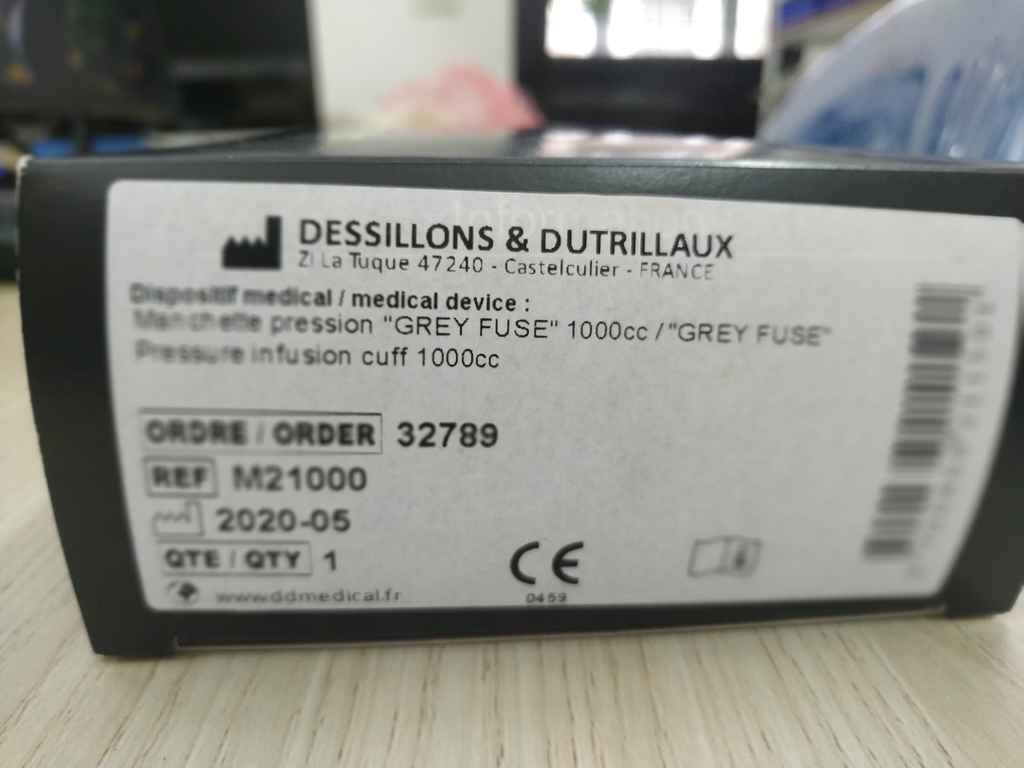 DESSILLONS & DUTRILLAUX
ZI La Tuque 47240 - Castelculier - FRANCE
Dispositif medical / medical device :
Manchette pression "GREY FUSE" 1000cc / "GREY FUSE"
Pressure infusion cuff 1000cc
ORDRE / ORDER 32789
REF M21000
2020-05
QTE / QTY 1
www.ddmedical.fr
CE
0459